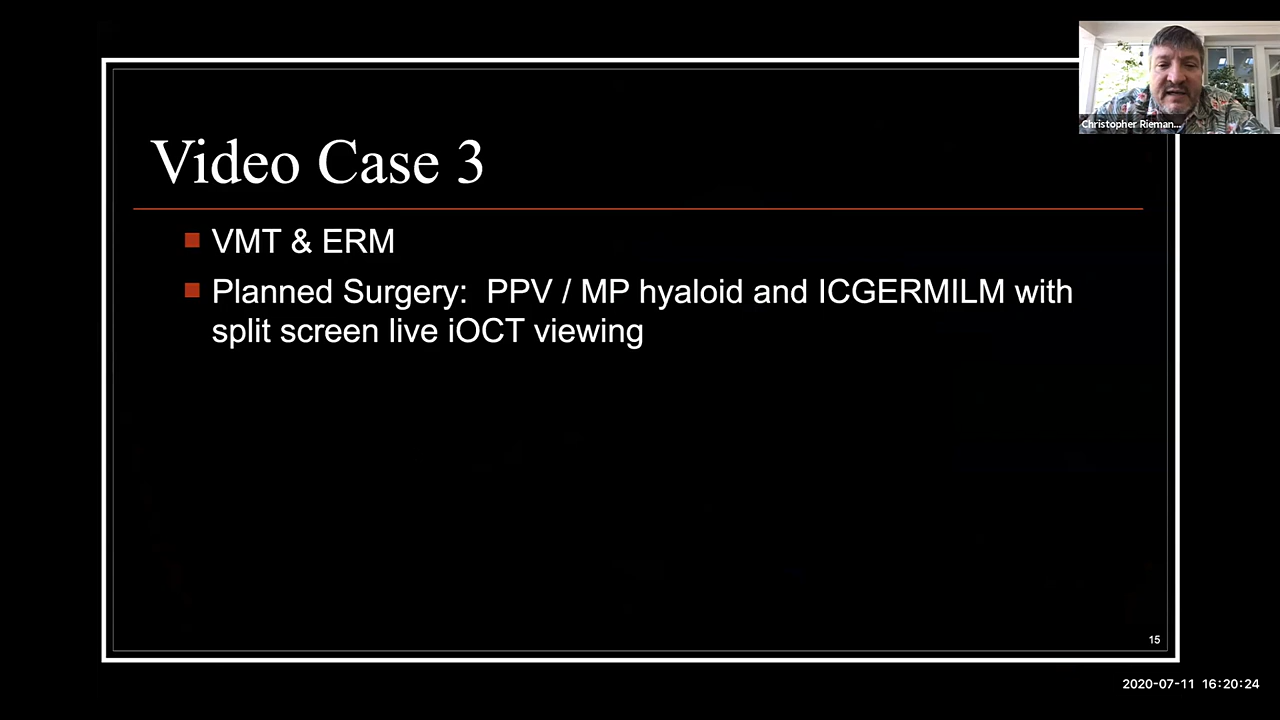 Christopher Rieman...
Video Case 3
VMT & ERM
Planned Surgery: PPV / MP hyaloid and ICGERMILM with
split screen live iOCT viewing
15
2020-07-11 16:20:24